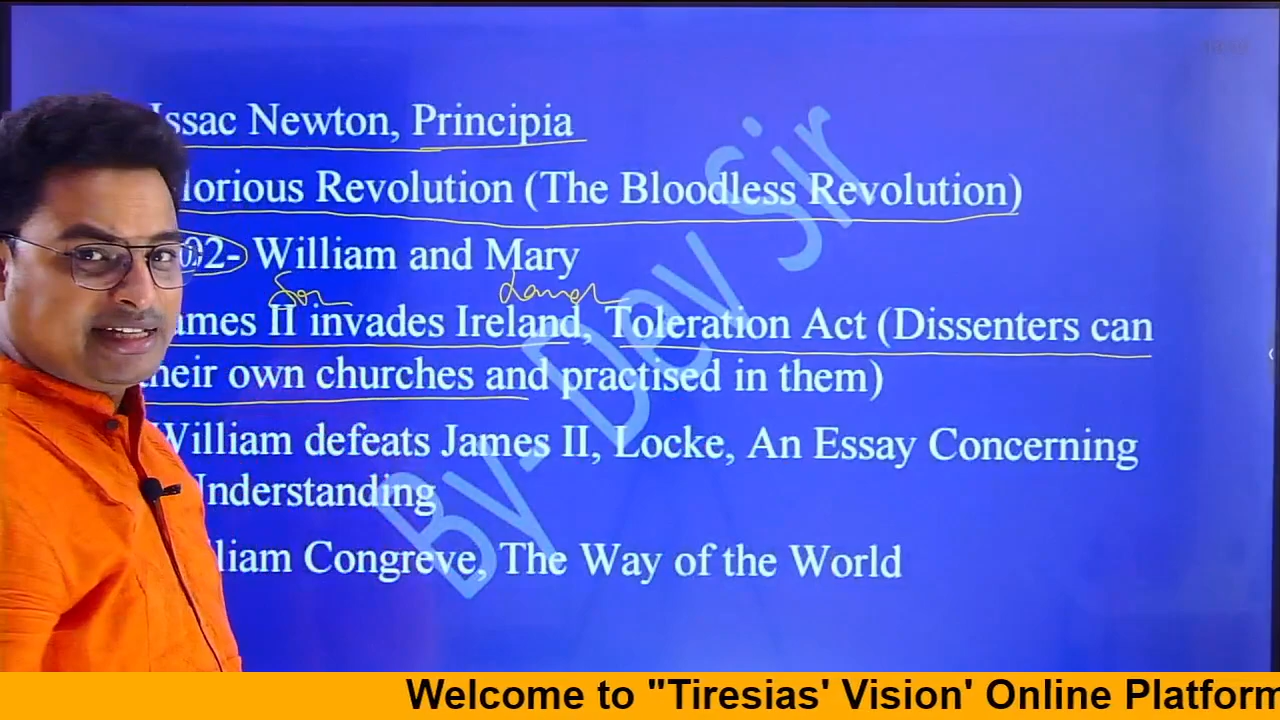 Issac Newton, Principia
lorious Revolution (The Bloodless Revolution)
02- William and Mary
ames II invades Ireland, Toleration Act (Dissenters can
their own churches and practised in them)
William defeats James II, Locke, An Essay Concerning
Understanding
liam Congreve, The Way of the World
By- Dev Sir
Welcome to "Tiresias' Vision' Online Platform